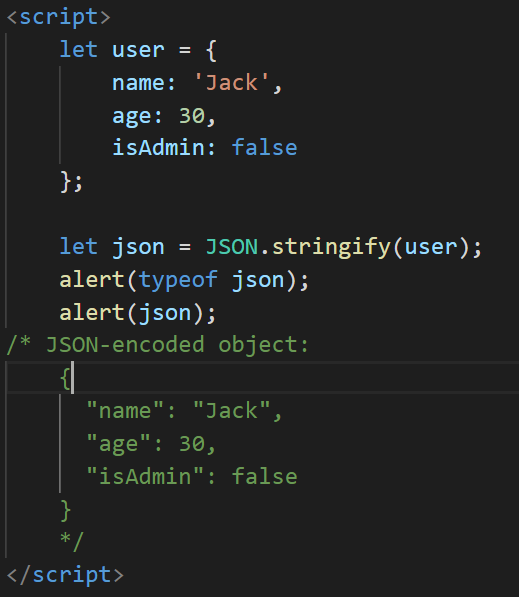 <script>
    let user = {
        name: 'Jack',
        age: 30,
        isAdmin: false
    };

    let json = JSON.stringify(user);
    alert(typeof json);
    alert(json);
/* JSON-encoded object:
    {
      "name": "Jack",
      "age": 30,
      "isAdmin": false
    }
    */
</script>